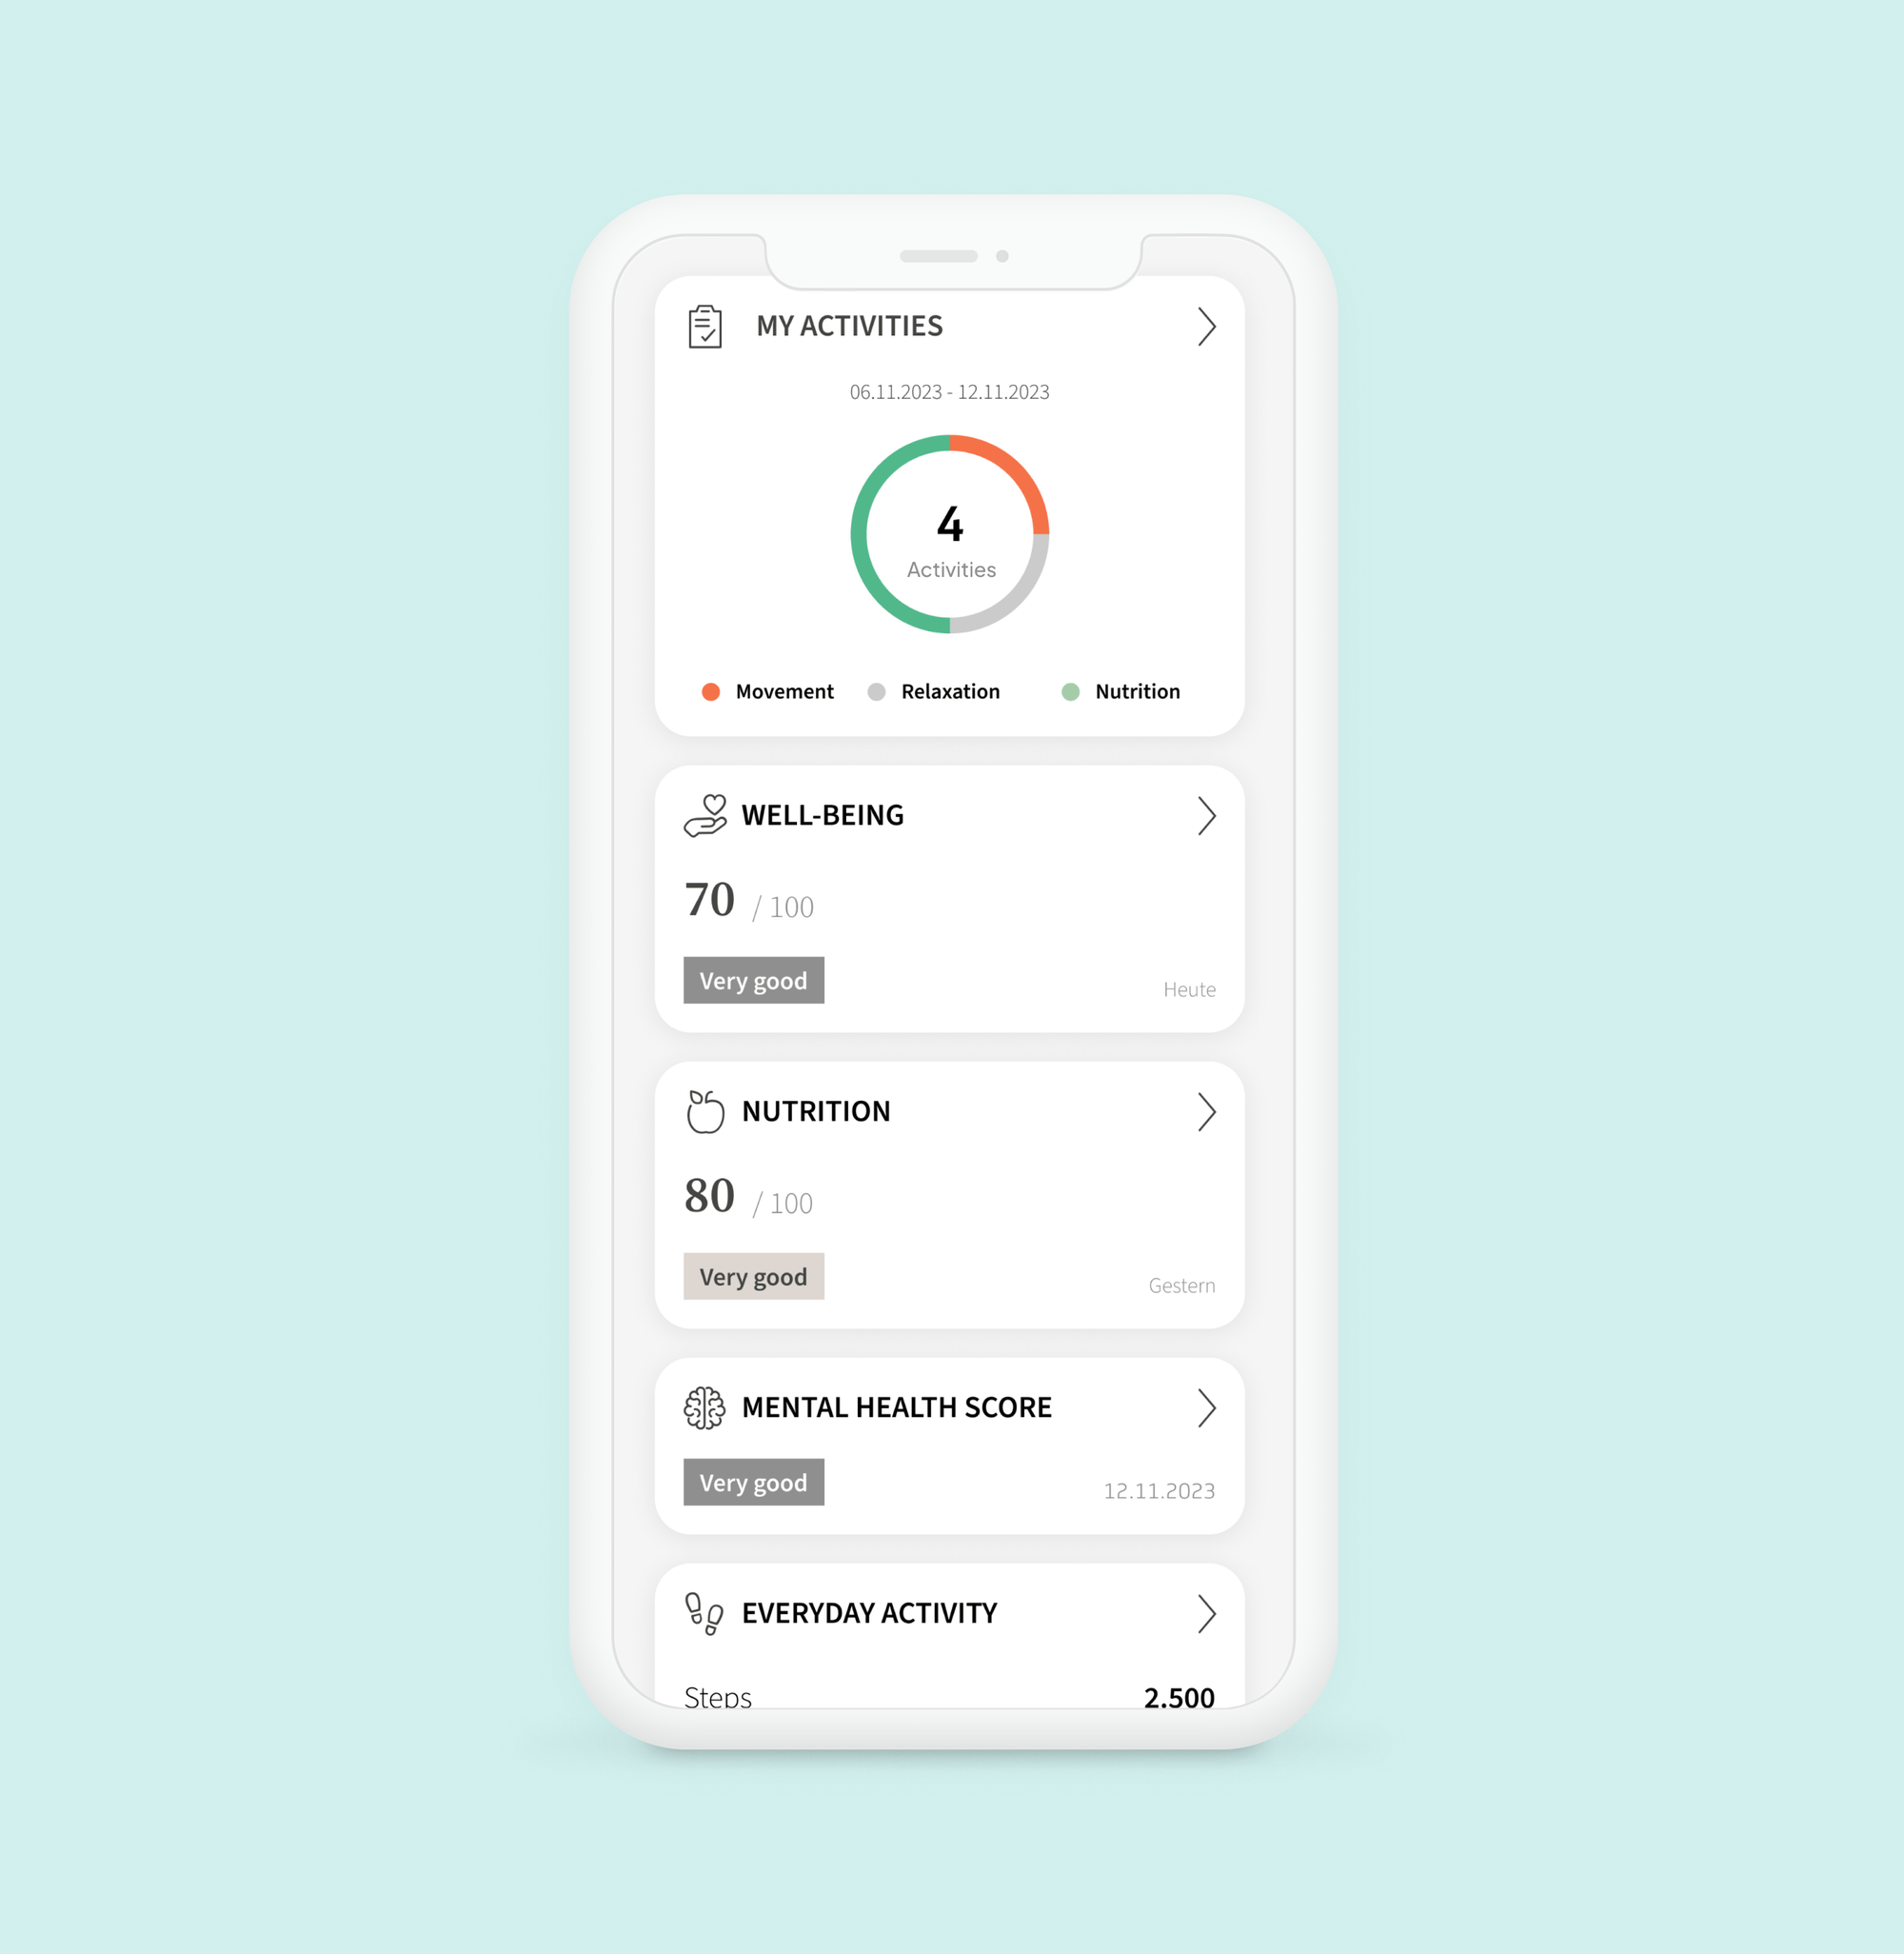 MY ACTIVITIES
06.11.2023 - 12.11.2023
4
Activities
Movement Relaxation Nutrition
WELL-BEING
70 / 100
Very good Heute
NUTRITION
80 / 100
Very good Gestern
MENTAL HEALTH SCORE
Very good 12.11.2023
EVERYDAY ACTIVITY
Steps 2.500